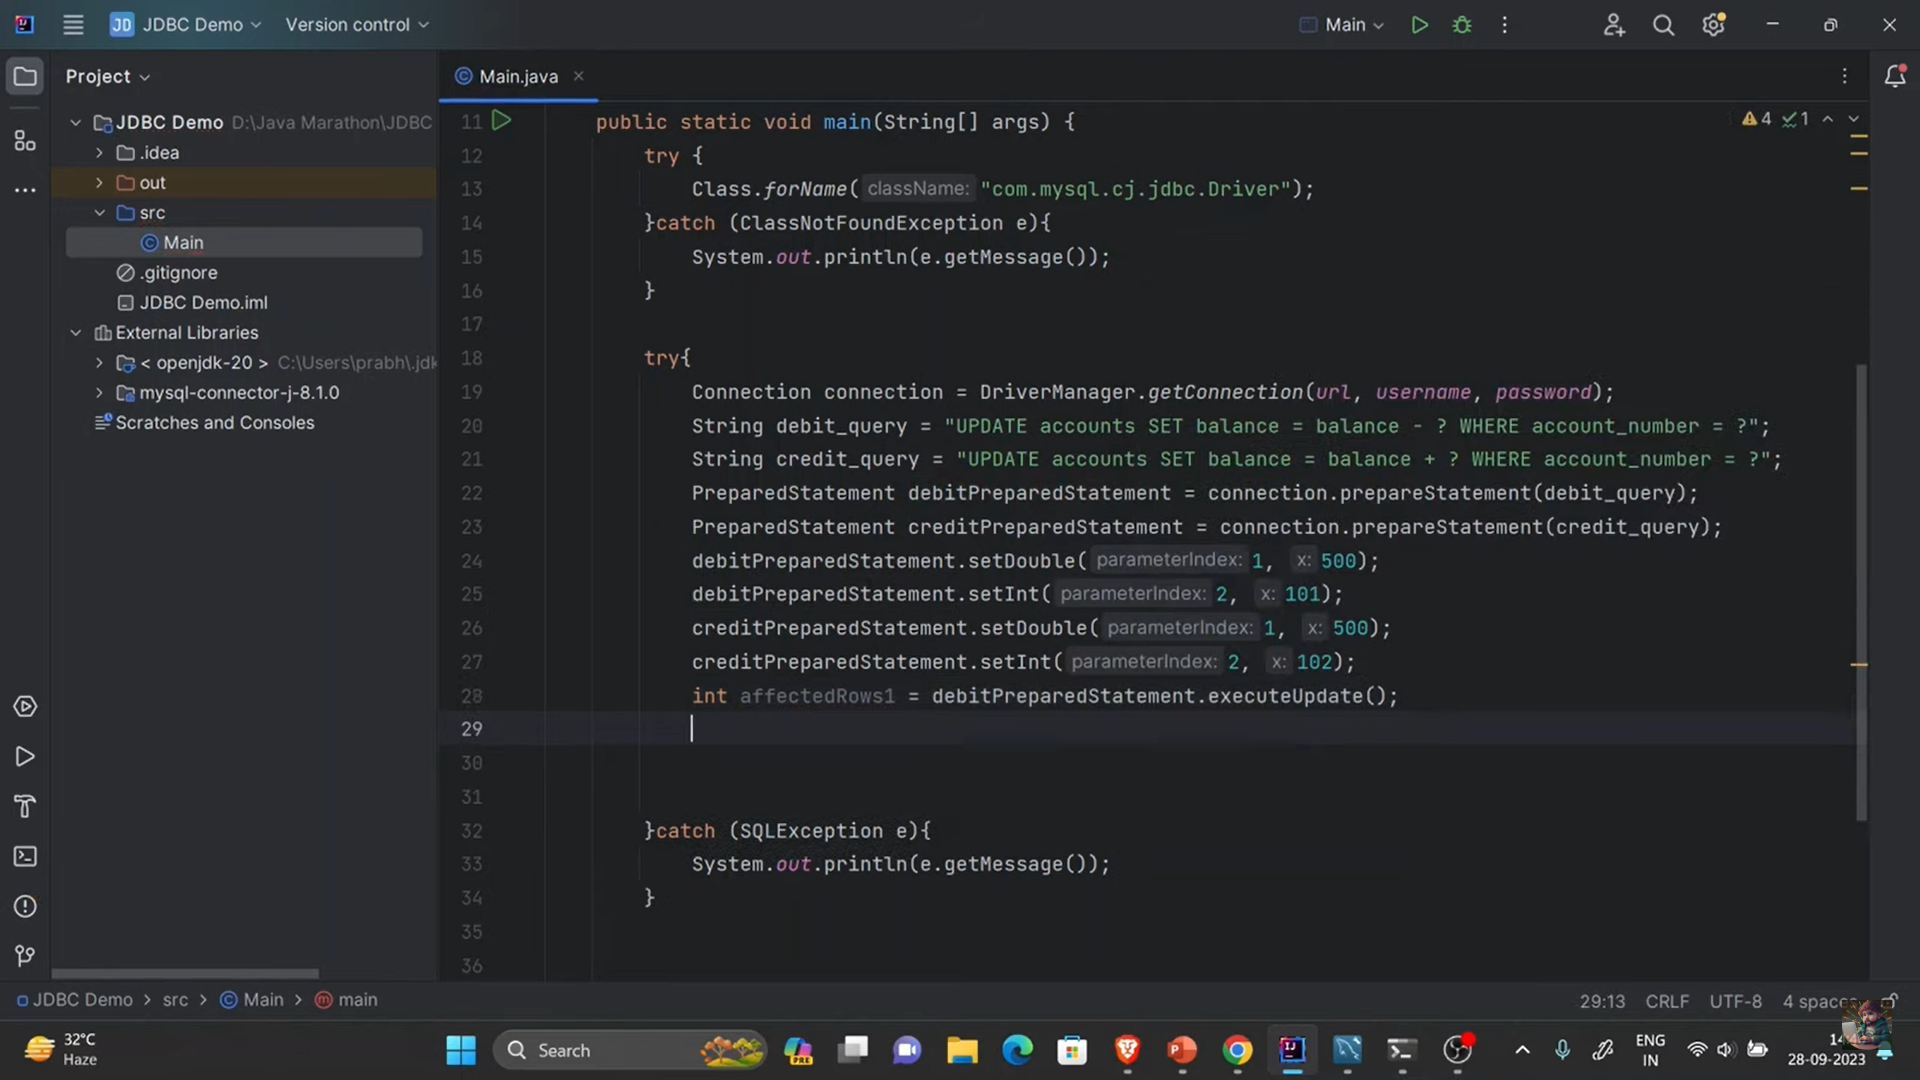 JD JDBC Demo Version control Main
Project
Main.java
JDBC Demo D:\Java Marathon\JDBC
.idea
out
src
Main
.gitignore
JDBC Demo.iml
External Libraries
< openjdk-20 > C:\Users\prabh\.jdk
mysql-connector-j-8.1.0
Scratches and Consoles
4 1
11 public static void main(String[] args) {
12 try {
13 Class.forName( className: "com.mysql.cj.jdbc.Driver");
14 }catch (ClassNotFoundException e){
15 System.out.println(e.getMessage());
16 }
17
18 try{
19 Connection connection = DriverManager.getConnection(url, username, password);
20 String debit_query = "UPDATE accounts SET balance = balance - ? WHERE account_number = ?";
21 String credit_query = "UPDATE accounts SET balance = balance + ? WHERE account_number = ?";
22 PreparedStatement debitPreparedStatement = connection.prepareStatement(debit_query);
23 PreparedStatement creditPreparedStatement = connection.prepareStatement(credit_query);
24 debitPreparedStatement.setDouble( parameterIndex: 1, x: 500);
25 debitPreparedStatement.setInt( parameterIndex: 2, x: 101);
26 creditPreparedStatement.setDouble( parameterIndex: 1, x: 500);
27 creditPreparedStatement.setInt( parameterIndex: 2, x: 102);
28 int affectedRows1 = debitPreparedStatement.executeUpdate();
29
30
31
32 }catch (SQLException e){
33 System.out.println(e.getMessage());
34 }
35
36
JDBC Demo > src > Main > main 29:13 CRLF UTF-8 4
32°C
Haze
Search
PRE
ENG
IN
28-09-2023